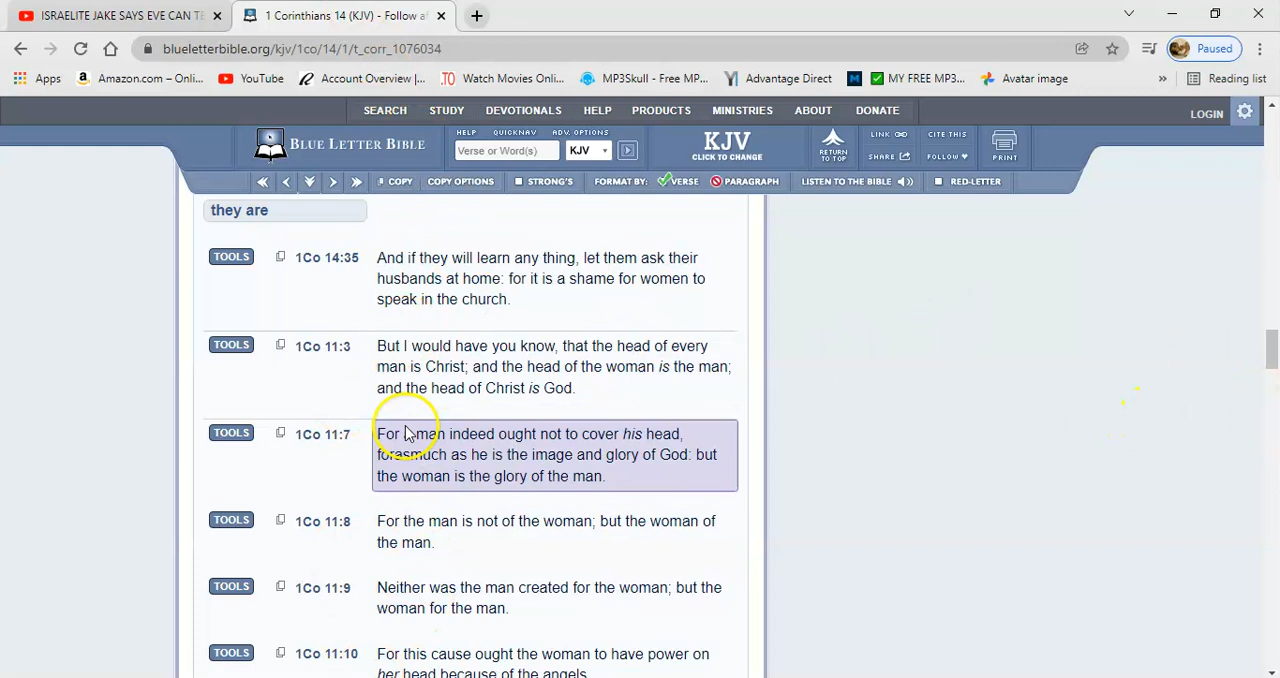 ISRAELITE JAKE SAYS EVE CAN TE
1 Corinthians 14 (KJV) - Follow af
blueletterbible.org/kjv/1co/14/1/t_corr_1076034
Paused
Apps Amazon.com – Onli... YouTube Account Overview |... Watch Movies Onlin... MP3Skull - Free MP... Advantage Direct MY FREE MP3... Avatar image » Reading list
SEARCH STUDY DEVOTIONALS HELP PRODUCTS MINISTRIES ABOUT DONATE LOGIN
BLUE LETTER BIBLE
HELP QUICKNAV ADV. OPTIONS
Verse or Word(s) KJV
KJV
CLICK TO CHANGE
RETURN
TO TOP
LINK CITE THIS
SHARE FOLLOW PRINT
COPY COPY OPTIONS STRONG'S FORMAT BY: VERSE PARAGRAPH LISTEN TO THE BIBLE RED-LETTER
they are
TOOLS 1Co 14:35 And if they will learn any thing, let them ask their
husbands at home: for it is a shame for women to
speak in the church.
TOOLS 1Co 11:3 But I would have you know, that the head of every
man is Christ; and the head of the woman is the man;
and the head of Christ is God.
TOOLS 1Co 11:7 For a man indeed ought not to cover his head,
forasmuch as he is the image and glory of God: but
the woman is the glory of the man.
TOOLS 1Co 11:8 For the man is not of the woman; but the woman of
the man.
TOOLS 1Co 11:9 Neither was the man created for the woman; but the
woman for the man.
TOOLS 1Co 11:10 For this cause ought the woman to have power on
her head because of the angels.